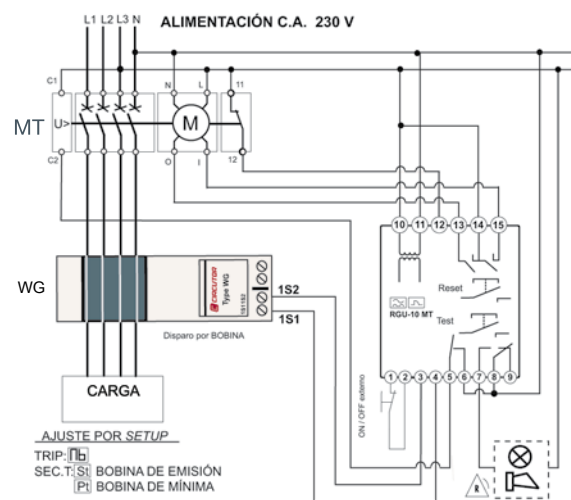 L1 L2 L3 N ALIMENTACIÓN C.A. 230 V
C1 N L 11
MT U> M
C2 O I 12
10 11 12 13 14 15
WG
CIRCUTOR
Type WG
1S1 1S2
1S2
1S1
Disparo por BOBINA
Reset
RGU-10 MT
Test
1 2 3 4 5 6 7 8 9
ON / OFF externo
CARGA
AJUSTE POR SETUP
TRIP:
SEC.T: St BOBINA DE EMISIÓN
Pt BOBINA DE MÍNIMA
R